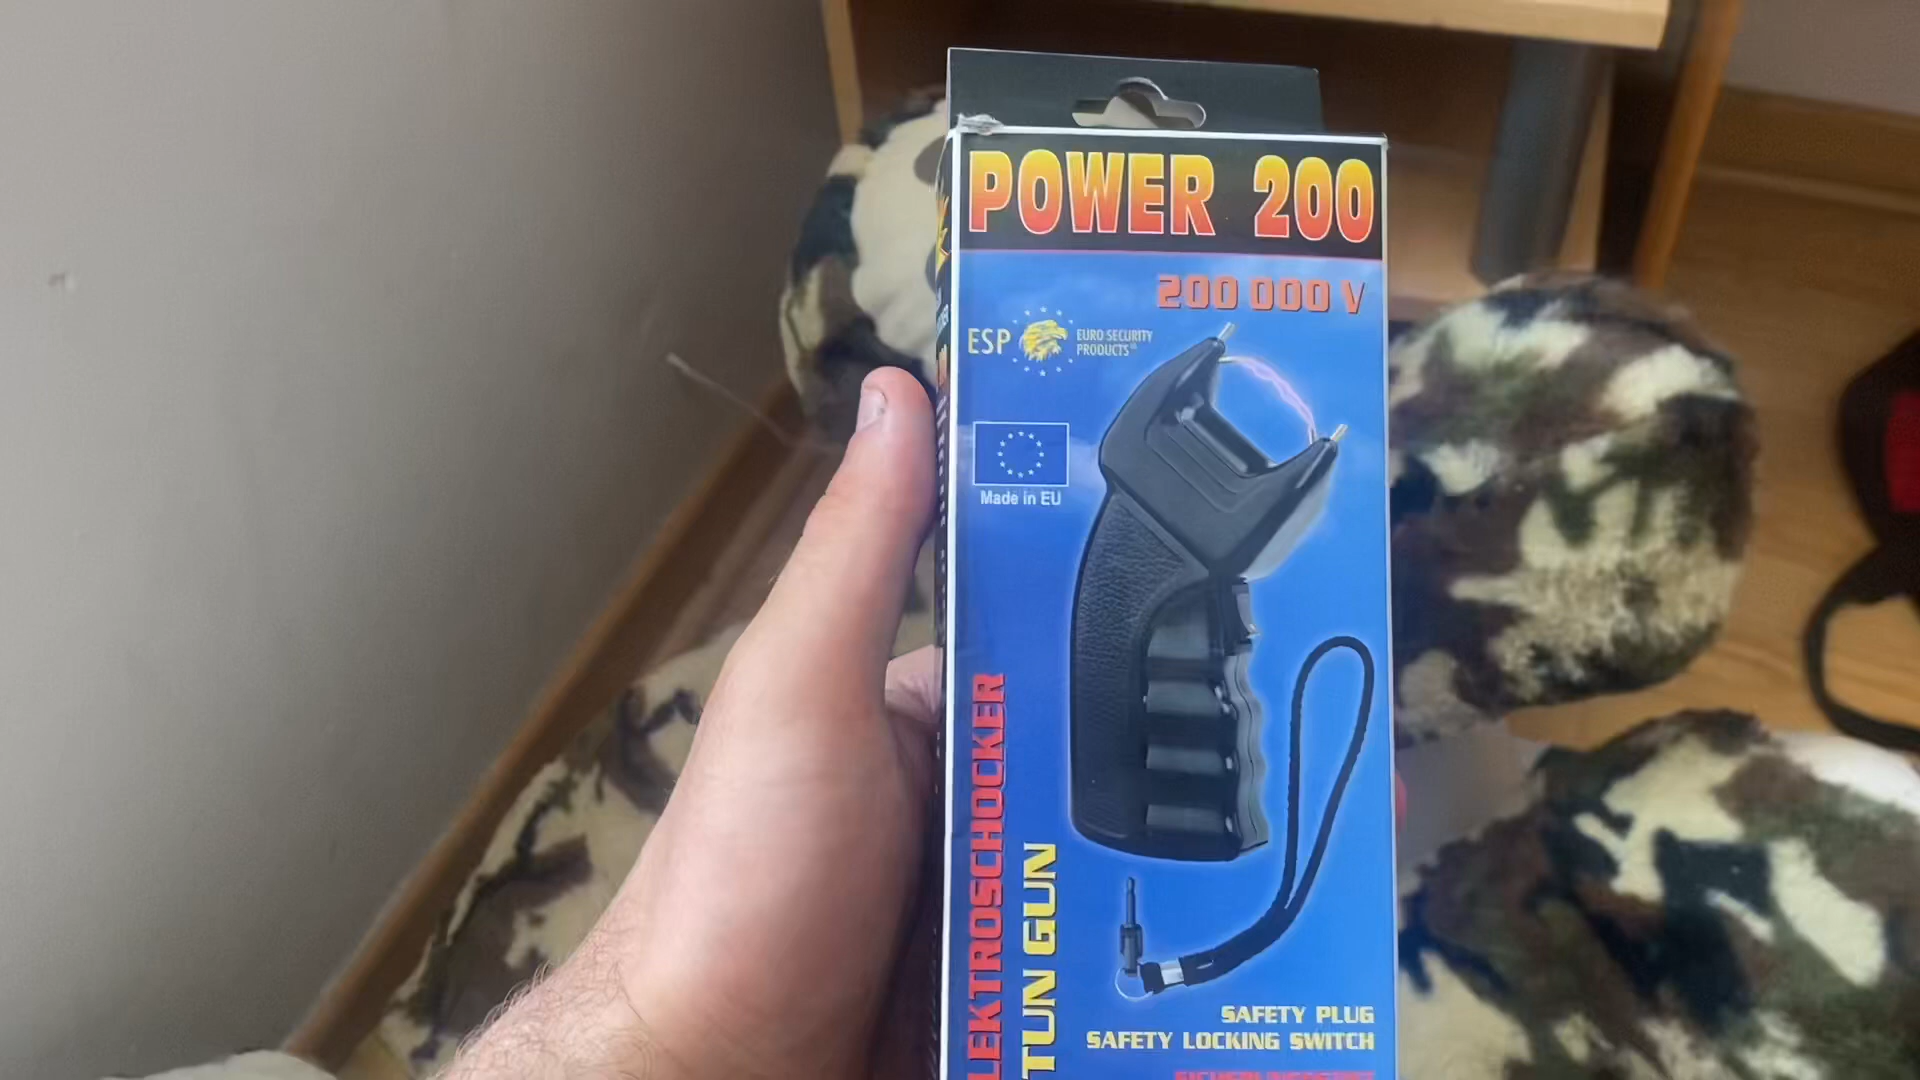 POWER 200
200 000 V
ESP
EURO SECURITY
PRODUCTS
Made in EU
LEKTROSCHOCKER
TUN GUN
SAFETY PLUG
SAFETY LOCKING SWITCH